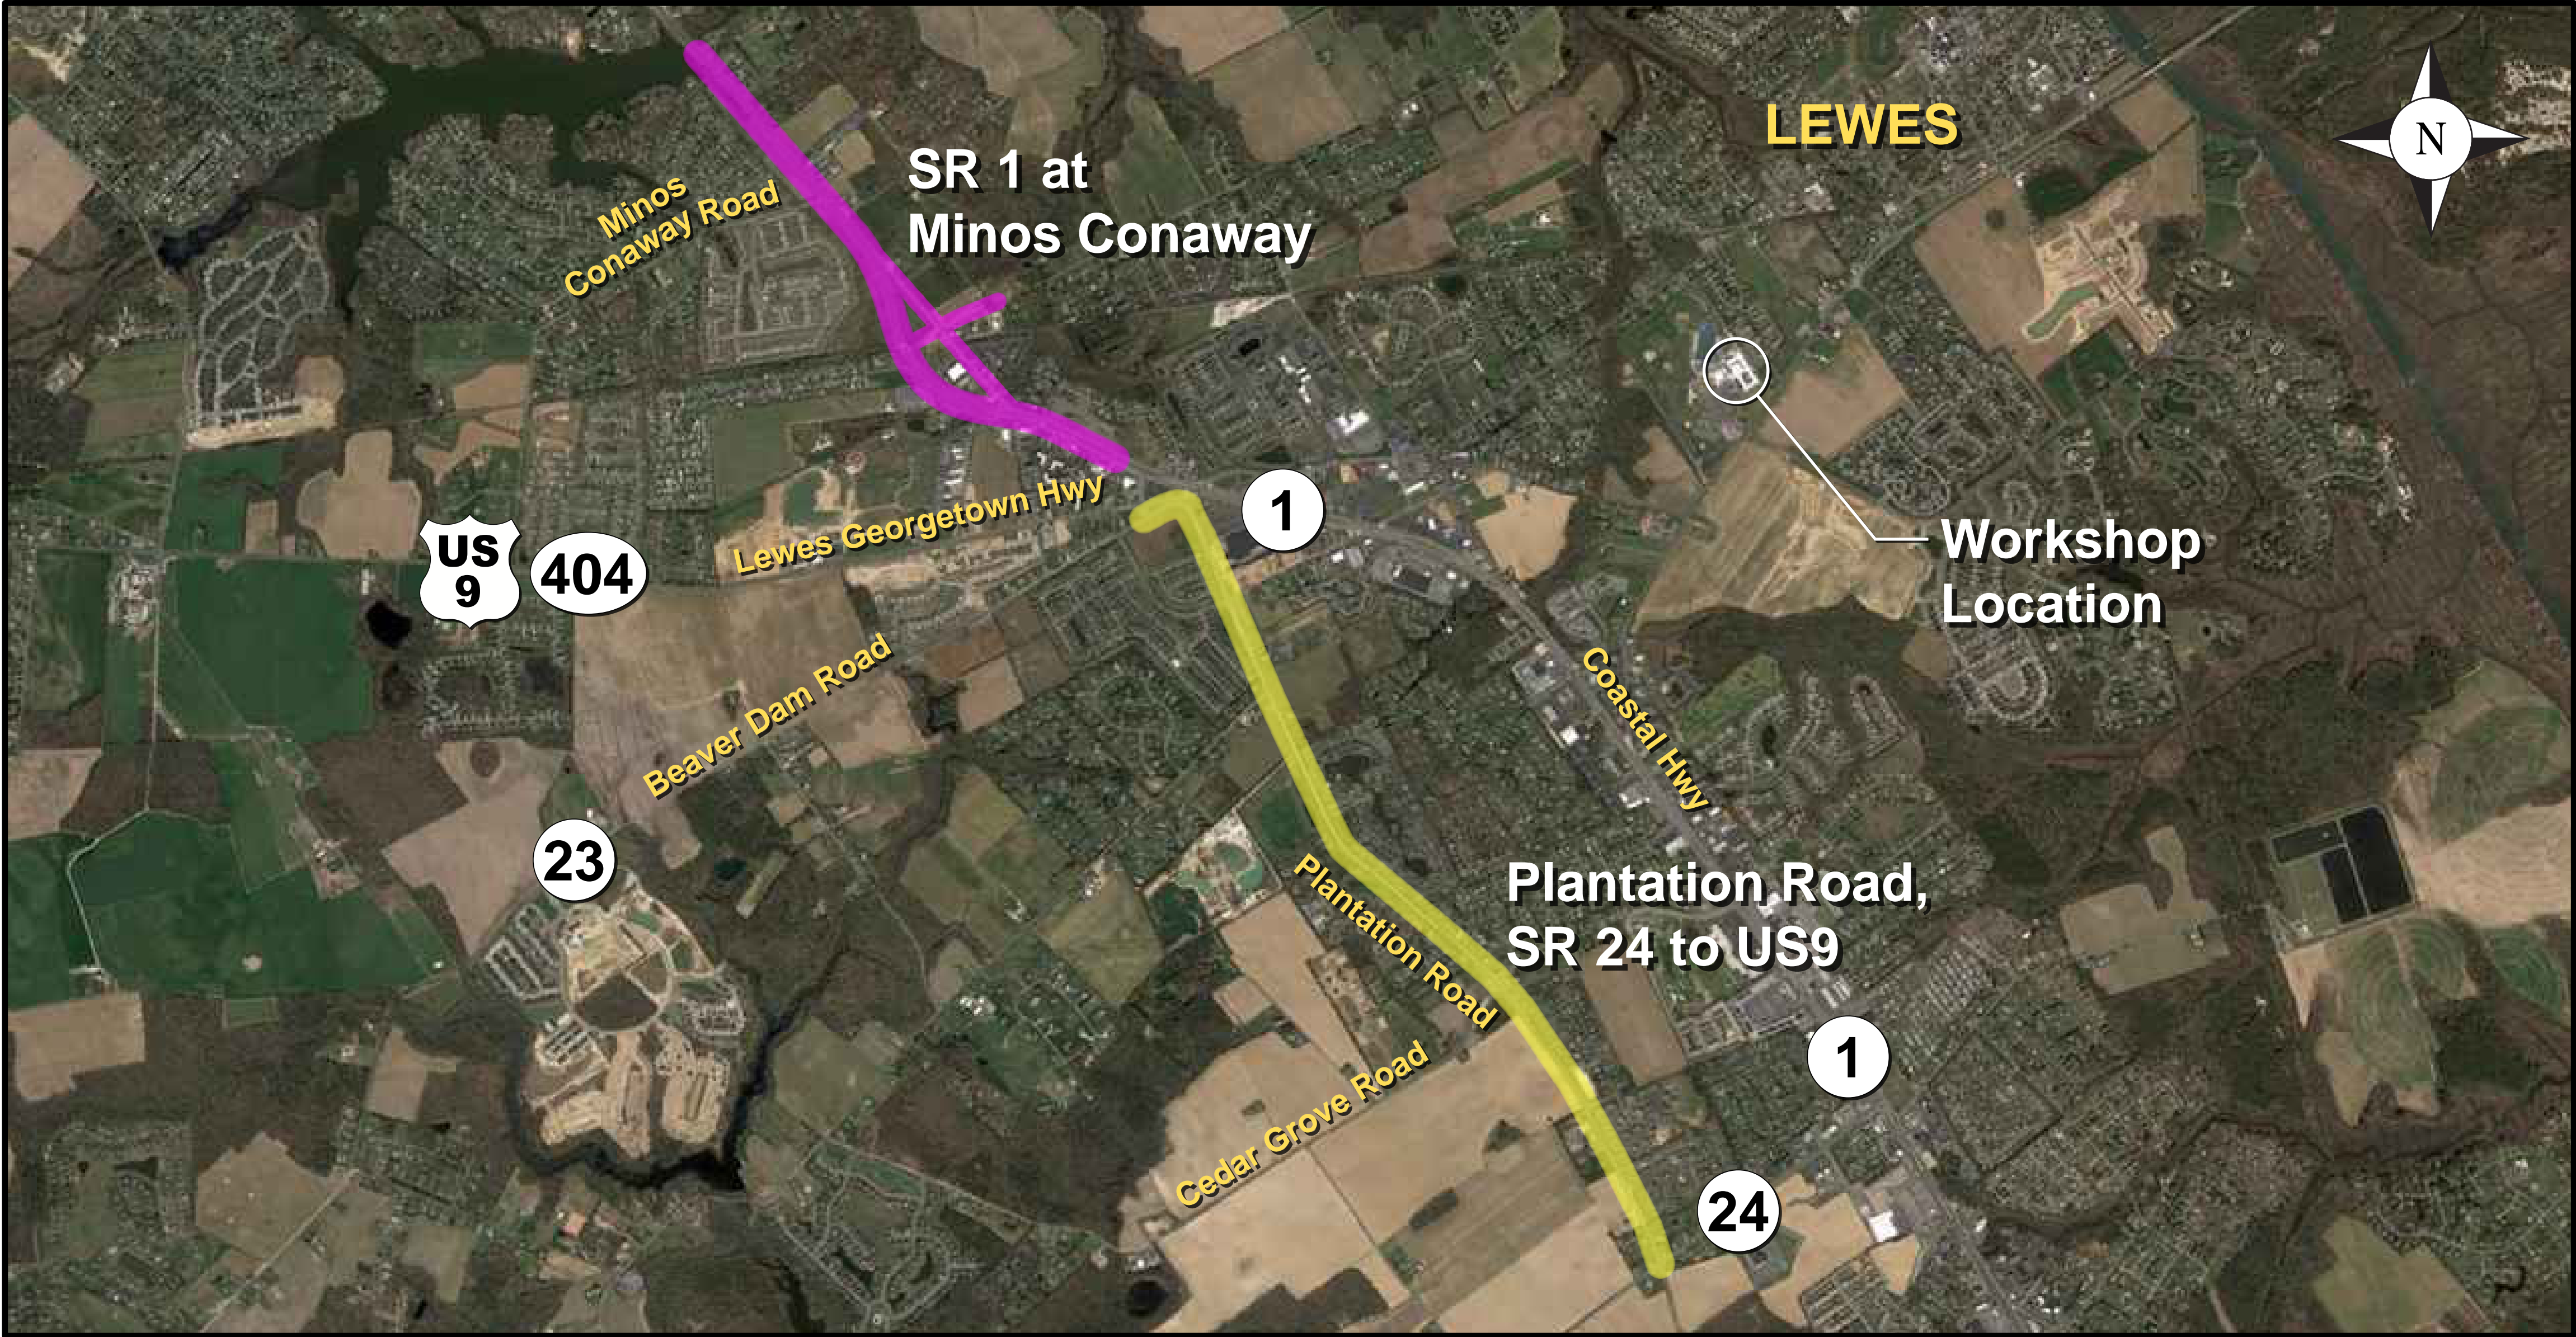 LEWES
N
SR 1 at
Minos Conaway
Minos
Conaway Road
Lewes Georgetown Hwy
1
US
9
404
Workshop
Location
Beaver Dam Road
Coastal Hwy
23
Plantation Road
Plantation Road,
SR 24 to US9
Cedar Grove Road
1
24